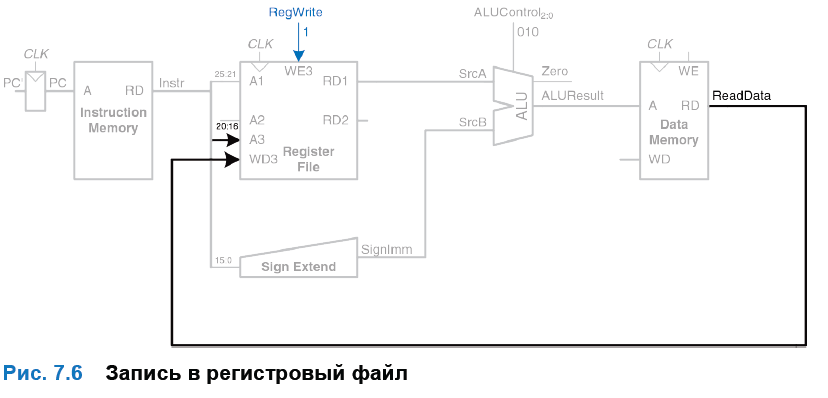 RegWrite
1
ALUControl2:0
010
CLK
PC'
PC
A
RD
Instruction
Memory
Instr
25:21
20:16
15:0
CLK
WE3
A1
RD1
A2
RD2
A3
WD3
Register
File
Sign Extend
SignImm
SrcA
SrcB
ALU
Zero
ALUResult
CLK
WE
A
RD
Data
Memory
WD
ReadData
Рис. 7.6 Запись в регистровый файл